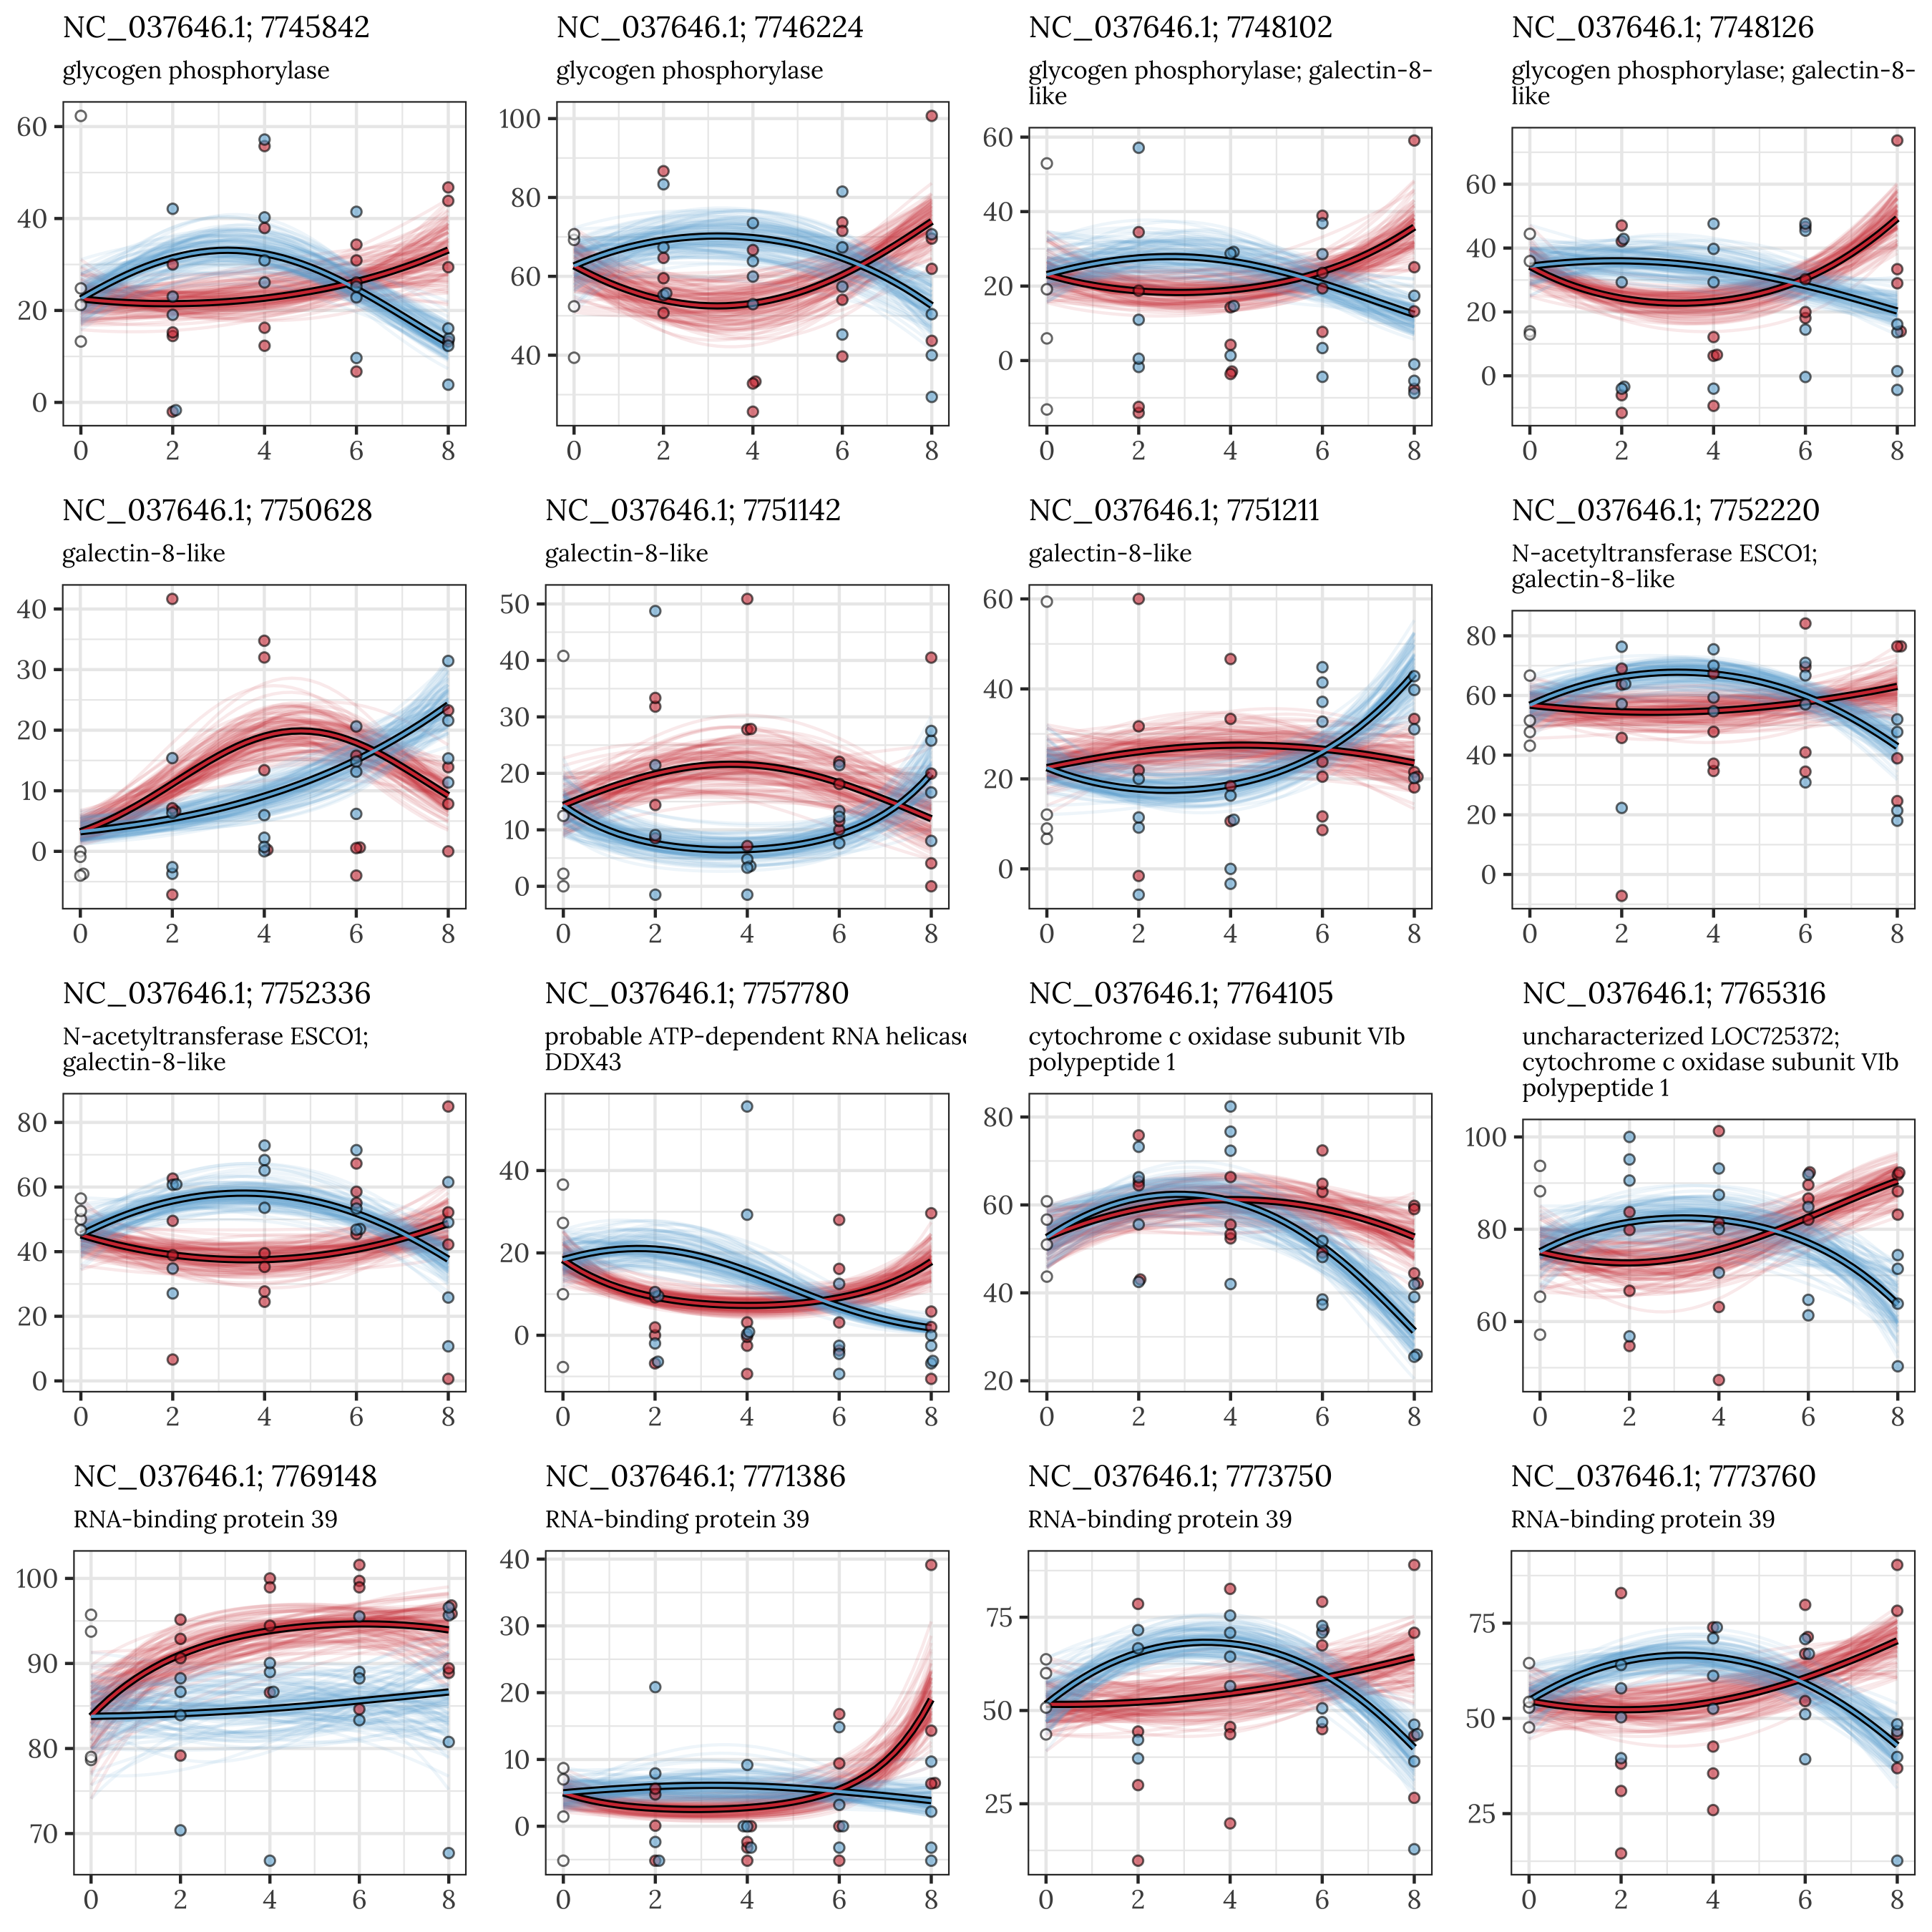 NC_037646.1; 7745842
glycogen phosphorylase
60
40
20
0
0 2 4 6 8
NC_037646.1; 7746224
glycogen phosphorylase
100
80
60
40
0 2 4 6 8
NC_037646.1; 7748102
glycogen phosphorylase; galectin-8-
like
60
40
20
0
0 2 4 6 8
NC_037646.1; 7748126
glycogen phosphorylase; galectin-8-
like
60
40
20
0
0 2 4 6 8
NC_037646.1; 7750628
galectin-8-like
40
30
20
10
0
0 2 4 6 8
NC_037646.1; 7751142
galectin-8-like
50
40
30
20
10
0
0 2 4 6 8
NC_037646.1; 7751211
galectin-8-like
60
40
20
0
0 2 4 6 8
NC_037646.1; 7752220
N-acetyltransferase ESCO1;
galectin-8-like
80
60
40
20
0
0 2 4 6 8
NC_037646.1; 7752336
N-acetyltransferase ESCO1;
galectin-8-like
80
60
40
20
0
0 2 4 6 8
NC_037646.1; 7757780
probable ATP-dependent RNA helicase
DDX43
40
20
0
0 2 4 6 8
NC_037646.1; 7764105
cytochrome c oxidase subunit VIb
polypeptide 1
80
60
40
20
0 2 4 6 8
NC_037646.1; 7765316
uncharacterized LOC725372;
cytochrome c oxidase subunit VIb
polypeptide 1
100
80
60
0 2 4 6 8
NC_037646.1; 7769148
RNA-binding protein 39
100
90
80
70
0 2 4 6 8
NC_037646.1; 7771386
RNA-binding protein 39
40
30
20
10
0
0 2 4 6 8
NC_037646.1; 7773750
RNA-binding protein 39
75
50
25
0 2 4 6 8
NC_037646.1; 7773760
RNA-binding protein 39
75
50
25
0 2 4 6 8